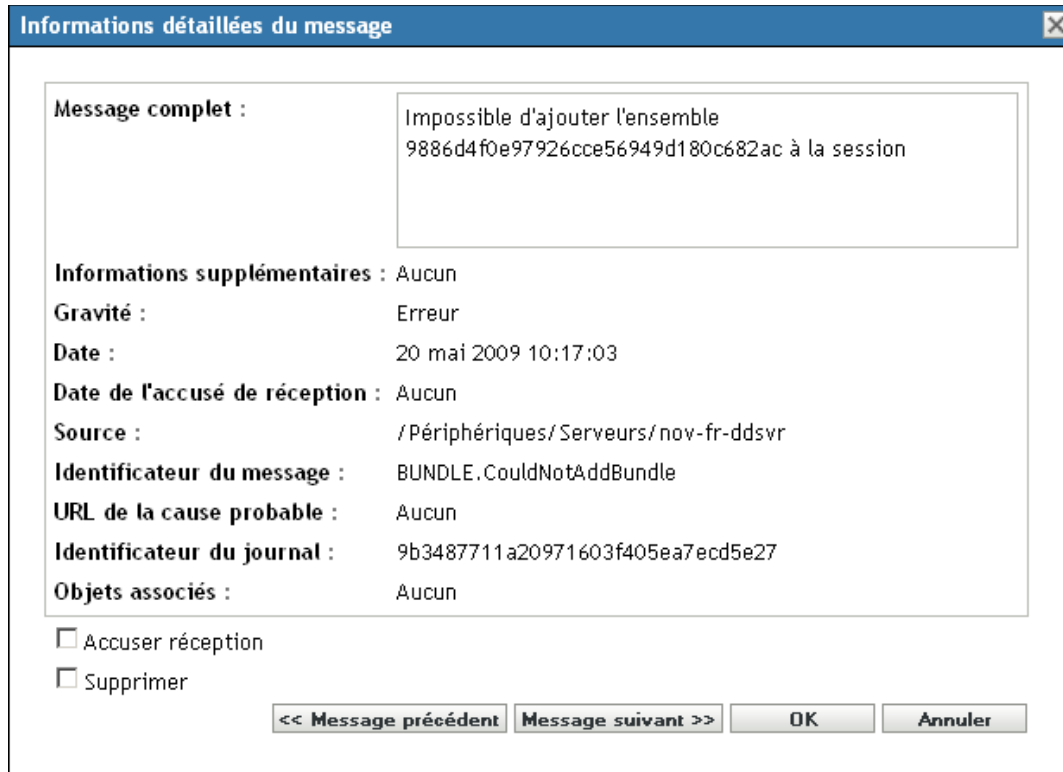 Informations détaillées du message
Message complet :
Impossible d'ajouter l'ensemble
9886d4f0e97926cce56949d180c682ac à la session
Informations supplémentaires : Aucun
Gravité : Erreur
Date : 20 mai 2009 10:17:03
Date de l'accusé de réception : Aucun
Source : /Périphériques/Serveurs/nov-fr-ddsvr
Identificateur du message : BUNDLE.CouldNotAddBundle
URL de la cause probable : Aucun
Identificateur du journal : 9b3487711a20971603f405ea7ecd5e27
Objets associés : Aucun
Accuser réception
Supprimer
<< Message précédent Message suivant >> OK Annuler